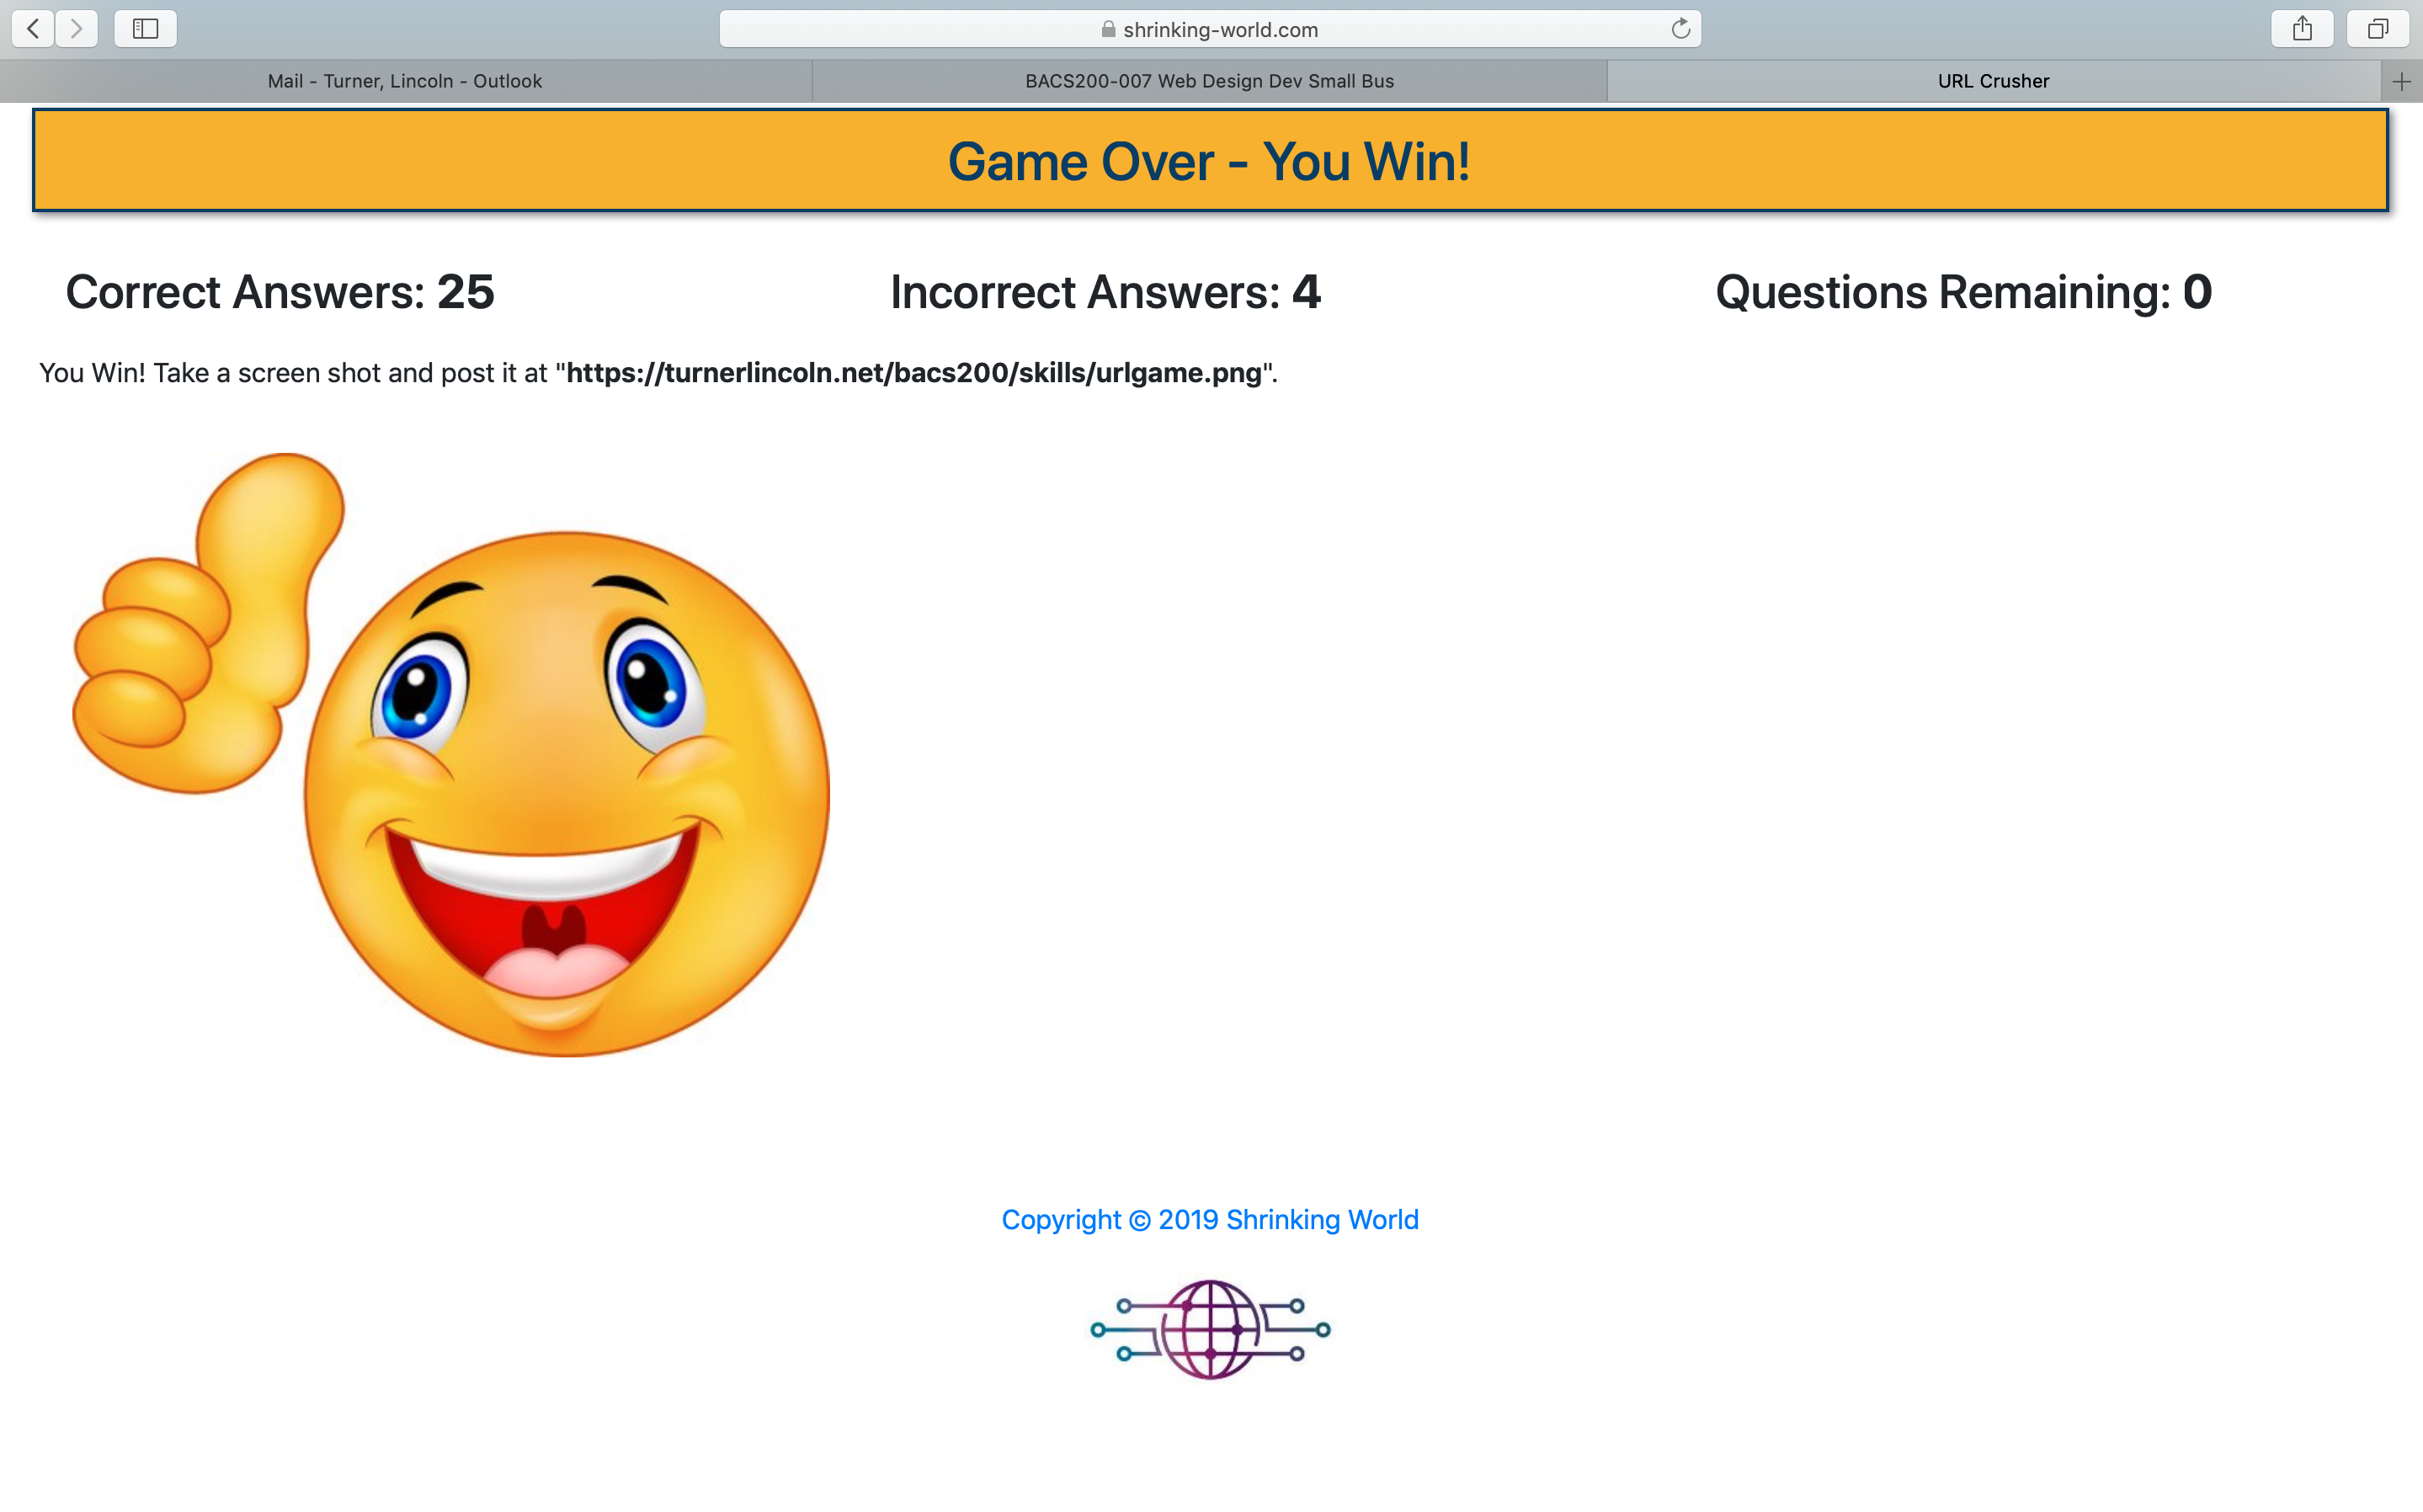 shrinking-world.com
Mail - Turner, Lincoln - Outlook
BACS200-007 Web Design Dev Small Bus
URL Crusher
Game Over - You Win!
Correct Answers: 25
Incorrect Answers: 4
Questions Remaining: 0
You Win! Take a screen shot and post it at "https://turnerlincoln.net/bacs200/skills/urlgame.png".
Copyright © 2019 Shrinking World